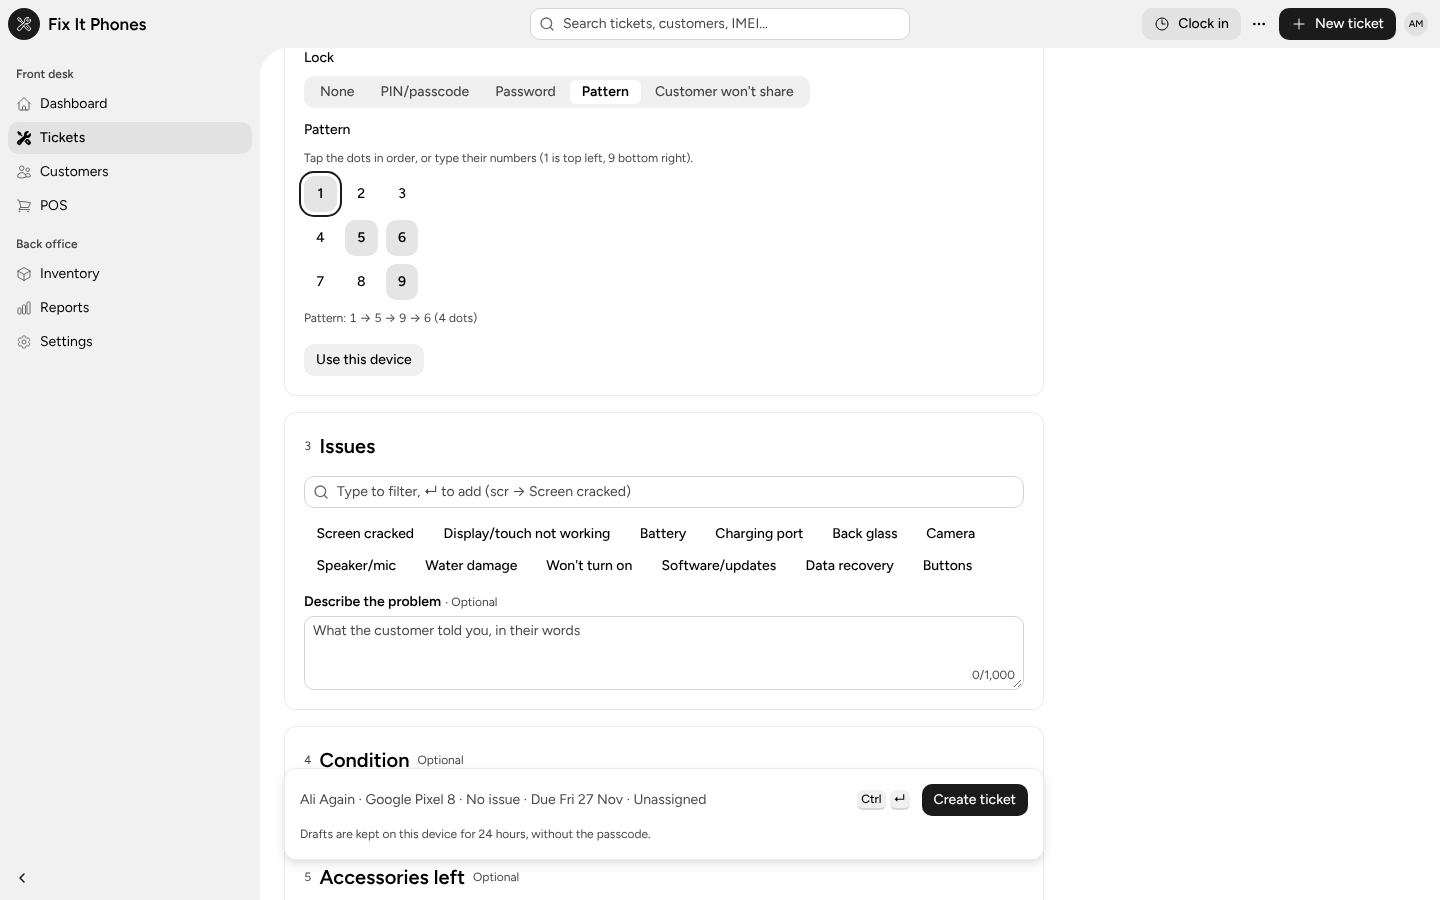 Fix It Phones
Search tickets, customers, IMEI...
Clock in
New ticket
AM
Front desk
Dashboard
Tickets
Customers
POS
Back office
Inventory
Reports
Settings
Lock
None PIN/passcode Password Pattern Customer won't share
Pattern
Tap the dots in order, or type their numbers (1 is top left, 9 bottom right).
1 2 3
4 5 6
7 8 9
Pattern: 1 → 5 → 9 → 6 (4 dots)
Use this device
3 Issues
Type to filter, ↵ to add (scr → Screen cracked)
Screen cracked Display/touch not working Battery Charging port Back glass Camera
Speaker/mic Water damage Won't turn on Software/updates Data recovery Buttons
Describe the problem · Optional
What the customer told you, in their words
0/1,000
4 Condition Optional
Ali Again · Google Pixel 8 · No issue · Due Fri 27 Nov · Unassigned
Ctrl ↵ Create ticket
Drafts are kept on this device for 24 hours, without the passcode.
5 Accessories left Optional